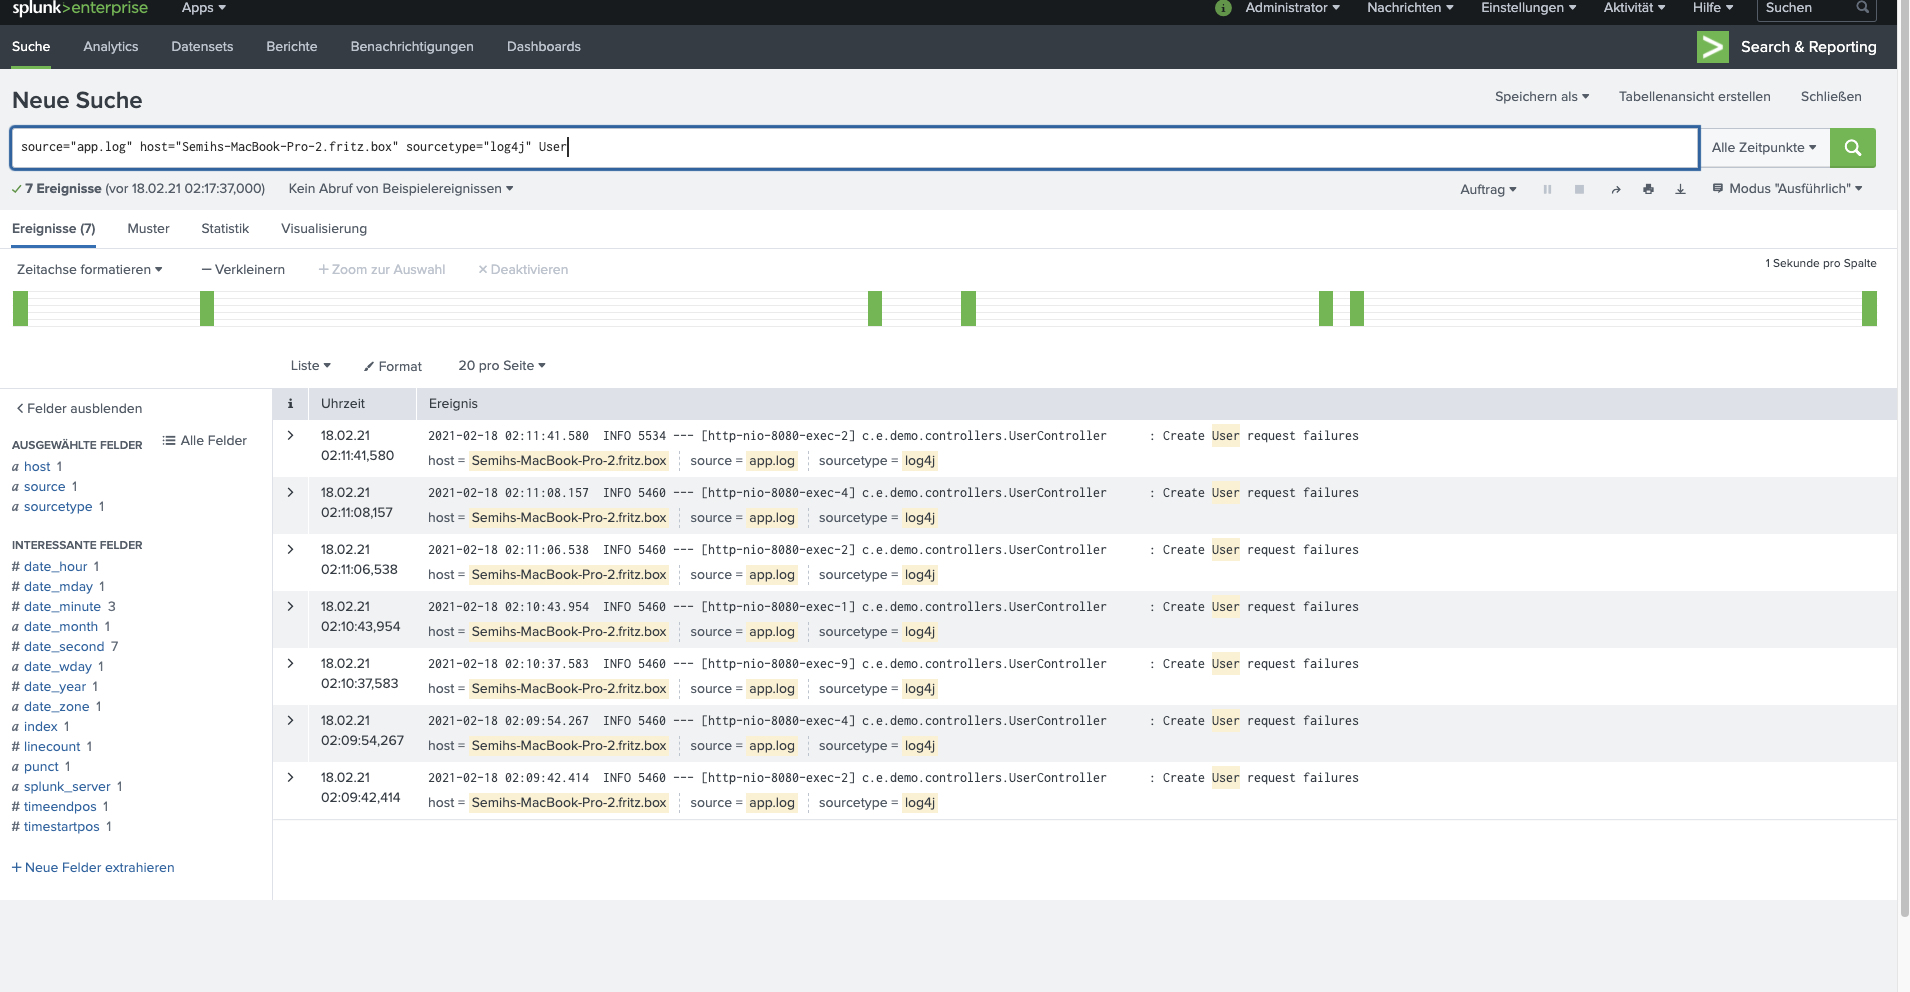 splunk>enterprise Apps Administrator Nachrichten Einstellungen Aktivität Hilfe Suchen
Suche Analytics Datensets Berichte Benachrichtigungen Dashboards Search & Reporting
Neue Suche Speichern als Tabellenansicht erstellen Schließen
source="app.log" host="Semihs-MacBook-Pro-2.fritz.box" sourcetype="log4j" User Alle Zeitpunkte
7 Ereignisse (vor 18.02.21 02:17:37,000) Kein Abruf von Beispielereignissen Auftrag Modus "Ausführlich"
Ereignisse (7) Muster Statistik Visualisierung
Zeitachse formatieren — Verkleinern + Zoom zur Auswahl × Deaktivieren 1 Sekunde pro Spalte
Liste Format 20 pro Seite
< Felder ausblenden
AUSGEWÄHLTE FELDER Alle Felder
a host 1
a source 1
a sourcetype 1
INTERESSANTE FELDER
# date_hour 1
# date_mday 1
# date_minute 3
a date_month 1
# date_second 7
a date_wday 1
# date_year 1
a date_zone 1
a index 1
# linecount 1
a punct 1
a splunk_server 1
# timeendpos 1
# timestartpos 1
+ Neue Felder extrahieren
i Uhrzeit Ereignis
> 18.02.21 2021-02-18 02:11:41.580 INFO 5534 --- [http-nio-8080-exec-2] c.e.demo.controllers.UserController : Create User request failures
02:11:41,580 host = Semihs-MacBook-Pro-2.fritz.box source = app.log sourcetype = log4j
> 18.02.21 2021-02-18 02:11:08.157 INFO 5460 --- [http-nio-8080-exec-4] c.e.demo.controllers.UserController : Create User request failures
02:11:08,157 host = Semihs-MacBook-Pro-2.fritz.box source = app.log sourcetype = log4j
> 18.02.21 2021-02-18 02:11:06.538 INFO 5460 --- [http-nio-8080-exec-2] c.e.demo.controllers.UserController : Create User request failures
02:11:06,538 host = Semihs-MacBook-Pro-2.fritz.box source = app.log sourcetype = log4j
> 18.02.21 2021-02-18 02:10:43.954 INFO 5460 --- [http-nio-8080-exec-1] c.e.demo.controllers.UserController : Create User request failures
02:10:43,954 host = Semihs-MacBook-Pro-2.fritz.box source = app.log sourcetype = log4j
> 18.02.21 2021-02-18 02:10:37.583 INFO 5460 --- [http-nio-8080-exec-9] c.e.demo.controllers.UserController : Create User request failures
02:10:37,583 host = Semihs-MacBook-Pro-2.fritz.box source = app.log sourcetype = log4j
> 18.02.21 2021-02-18 02:09:54.267 INFO 5460 --- [http-nio-8080-exec-4] c.e.demo.controllers.UserController : Create User request failures
02:09:54,267 host = Semihs-MacBook-Pro-2.fritz.box source = app.log sourcetype = log4j
> 18.02.21 2021-02-18 02:09:42.414 INFO 5460 --- [http-nio-8080-exec-2] c.e.demo.controllers.UserController : Create User request failures
02:09:42,414 host = Semihs-MacBook-Pro-2.fritz.box source = app.log sourcetype = log4j